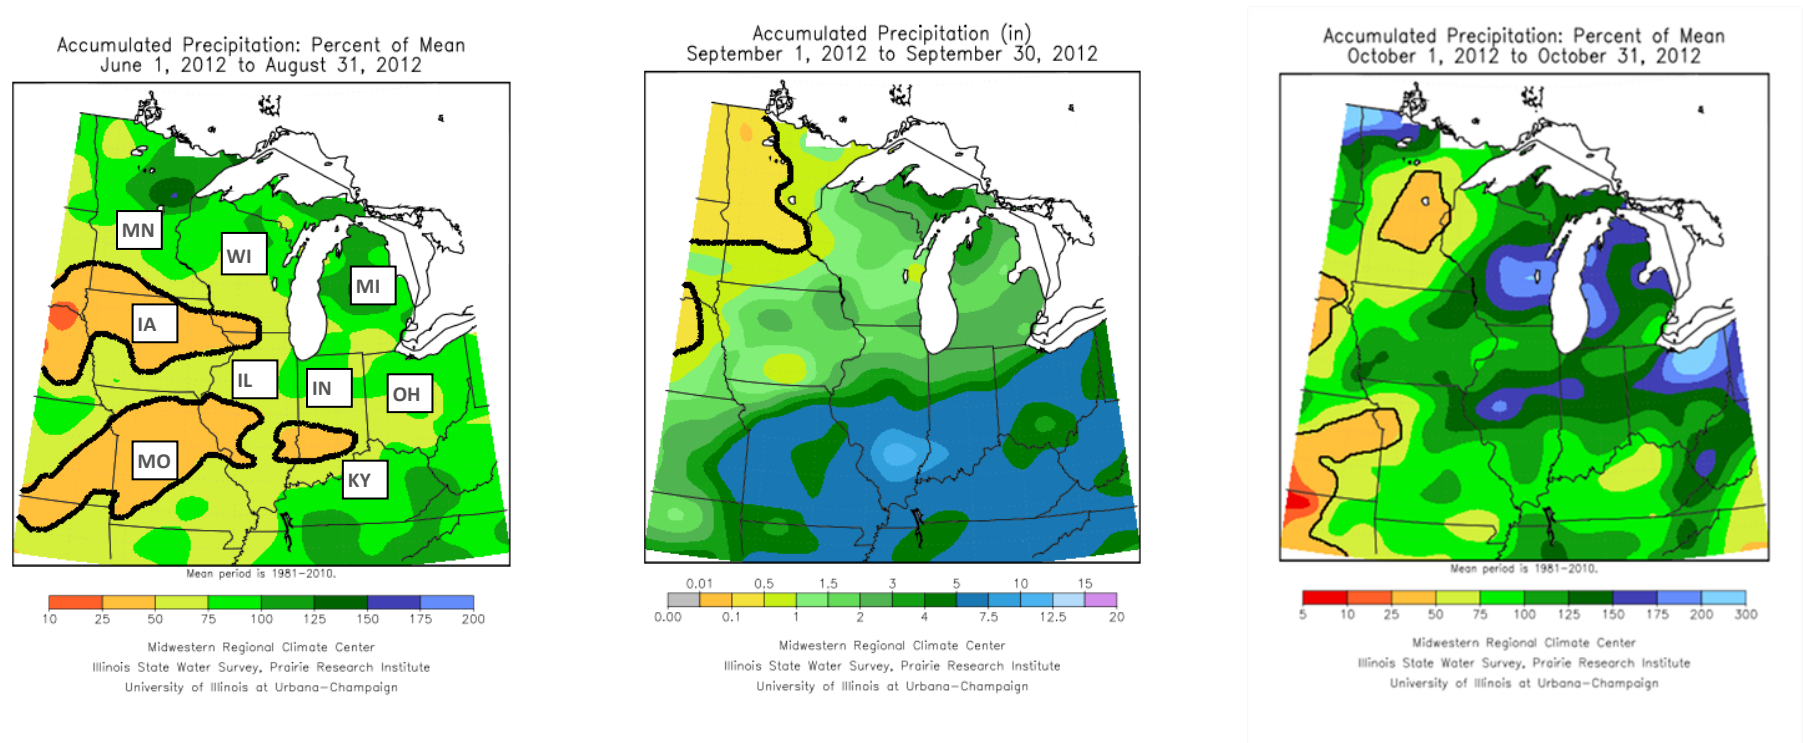 Accumulated Precipitation: Percent of Mean
June 1, 2012 to August 31, 2012
MN
WI
MI
IA
IL
IN
OH
MO
KY
Mean period is 1981-2010.
10 25 50 75 100 125 150 175 200
Midwestern Regional Climate Center
Illinois State Water Survey, Prairie Research Institute
University of Illinois at Urbana-Champaign
Accumulated Precipitation (in)
September 1, 2012 to September 30, 2012
0.01 0.5 1.5 3 5 10 15
0.00 0.1 1 2 4 7.5 12.5 20
Midwestern Regional Climate Center
Illinois State Water Survey, Prairie Research Institute
University of Illinois at Urbana-Champaign
Accumulated Precipitation: Percent of Mean
October 1, 2012 to October 31, 2012
Mean period is 1981-2010.
5 10 25 50 75 100 125 150 175 200 300
Midwestern Regional Climate Center
Illinois State Water Survey, Prairie Research Institute
University of Illinois at Urbana-Champaign